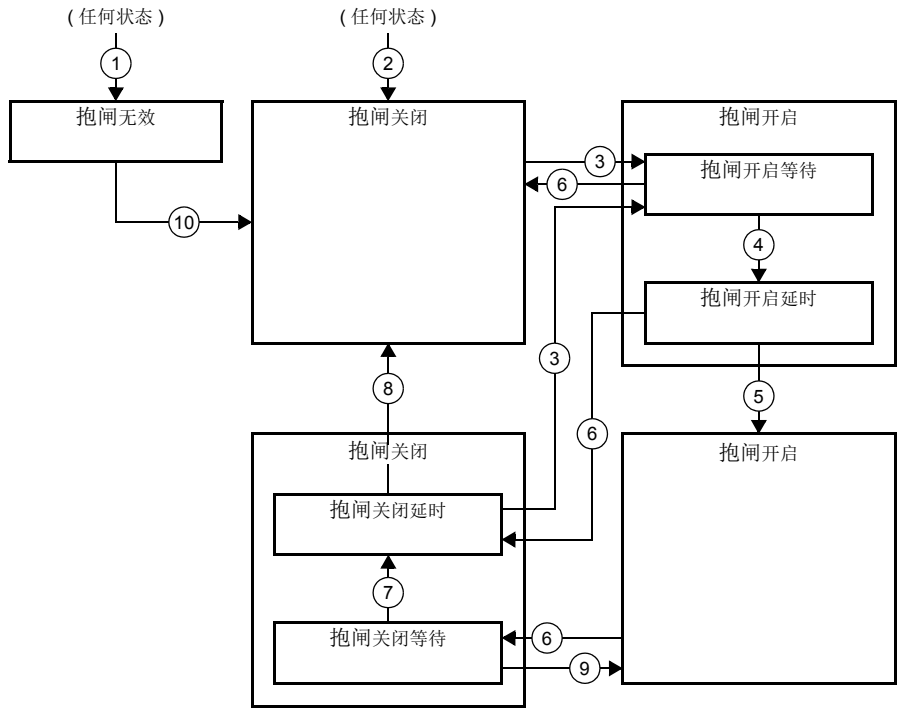 ( 任何状态 )
( 任何状态 )
1
2
抱闸无效
抱闸关闭
抱闸开启
3
抱闸开启等待
6
10
4
抱闸开启延时
3
8
5
6
抱闸关闭
抱闸开启
抱闸关闭延时
7
抱闸关闭等待
6
9